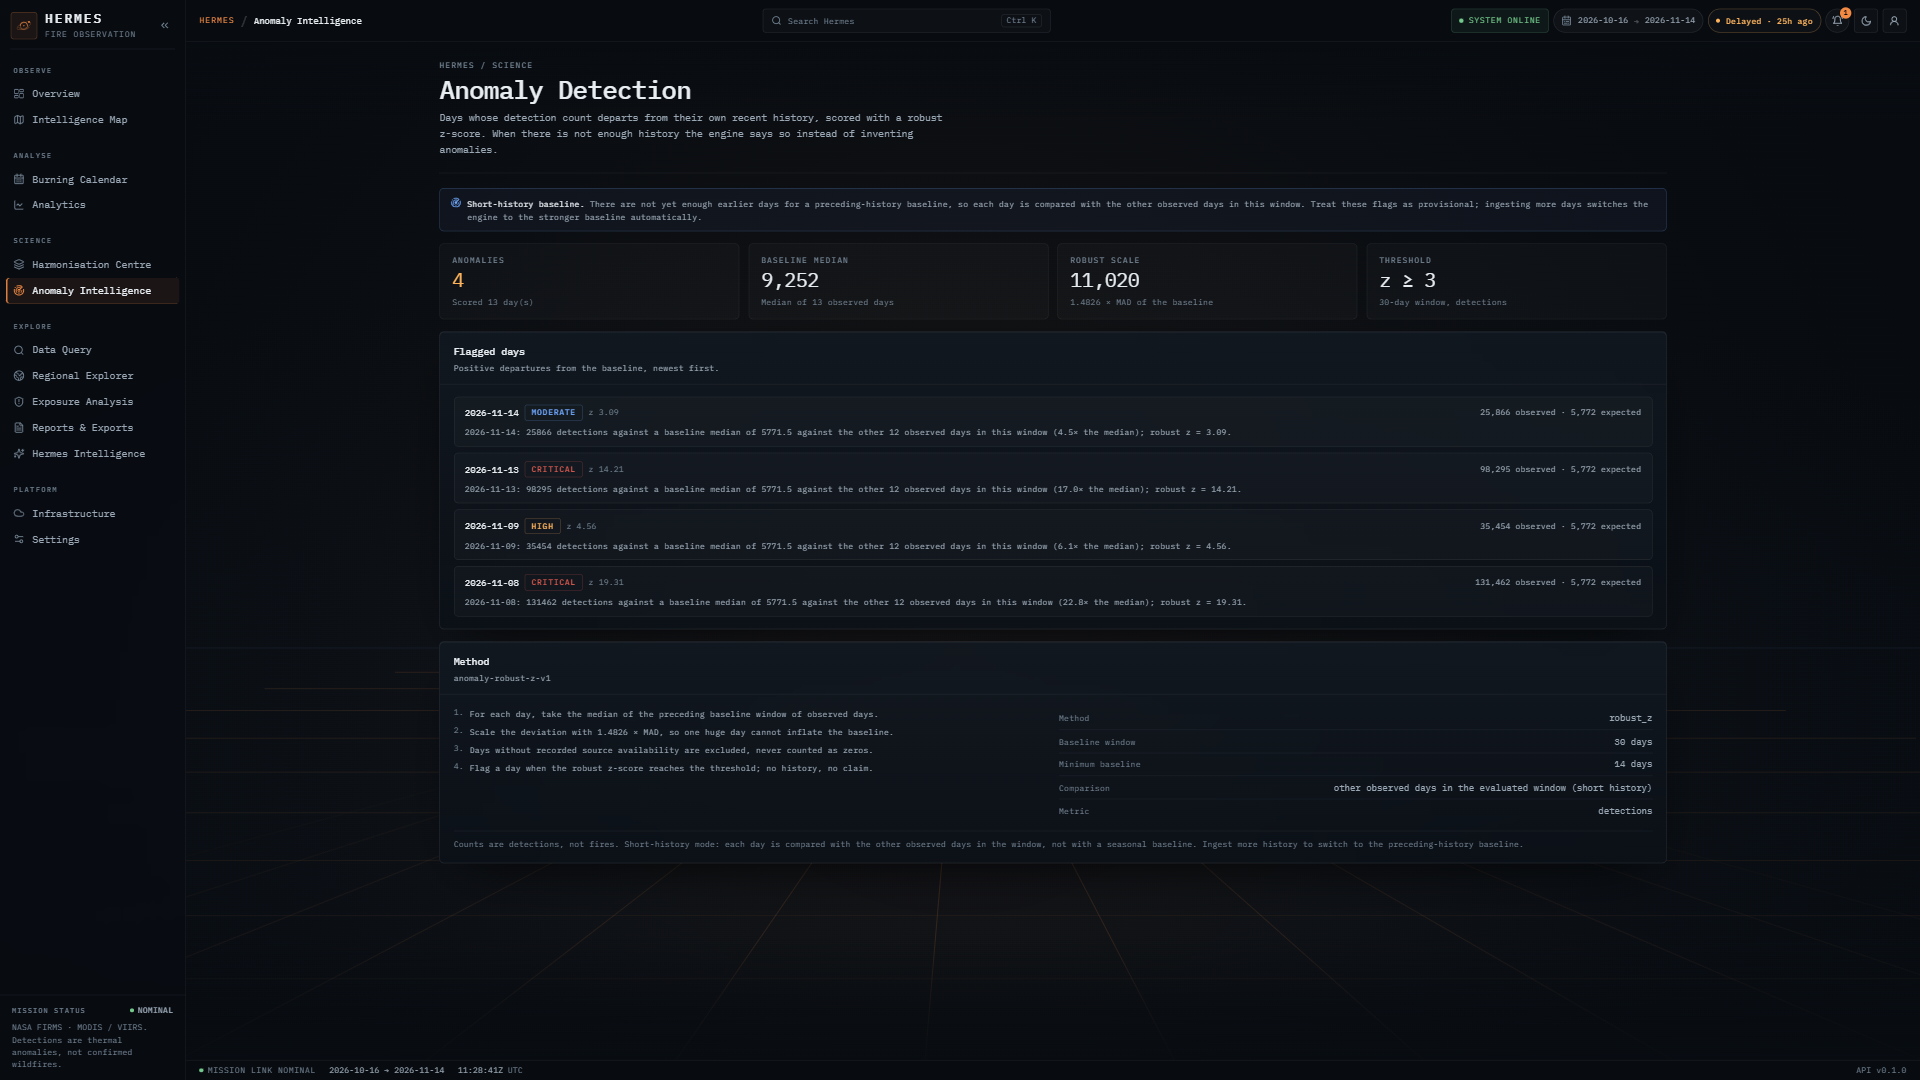 HERMES
FIRE OBSERVATION
«
OBSERVE
Overview
Intelligence Map
ANALYSE
Burning Calendar
Analytics
SCIENCE
Harmonisation Centre
Anomaly Intelligence
EXPLORE
Data Query
Regional Explorer
Exposure Analysis
Reports & Exports
Hermes Intelligence
PLATFORM
Infrastructure
Settings
MISSION STATUS NOMINAL
NASA FIRMS · MODIS / VIIRS.
Detections are thermal
anomalies, not confirmed
wildfires.
HERMES / Anomaly Intelligence
Search Hermes Ctrl K
SYSTEM ONLINE
2026-10-16 → 2026-11-14
Delayed · 25h ago
1
HERMES / SCIENCE
Anomaly Detection
Days whose detection count departs from their own recent history, scored with a robust
z-score. When there is not enough history the engine says so instead of inventing
anomalies.
Short-history baseline. There are not yet enough earlier days for a preceding-history baseline, so each day is compared with the other observed days in this window. Treat these flags as provisional; ingesting more days switches the
engine to the stronger baseline automatically.
ANOMALIES
4
Scored 13 day(s)
BASELINE MEDIAN
9,252
Median of 13 observed days
ROBUST SCALE
11,020
1.4826 × MAD of the baseline
THRESHOLD
z ≥ 3
30-day window, detections
Flagged days
Positive departures from the baseline, newest first.
2026-11-14 MODERATE z 3.09 25,866 observed · 5,772 expected
2026-11-14: 25866 detections against a baseline median of 5771.5 against the other 12 observed days in this window (4.5× the median); robust z = 3.09.
2026-11-13 CRITICAL z 14.21 98,295 observed · 5,772 expected
2026-11-13: 98295 detections against a baseline median of 5771.5 against the other 12 observed days in this window (17.0× the median); robust z = 14.21.
2026-11-09 HIGH z 4.56 35,454 observed · 5,772 expected
2026-11-09: 35454 detections against a baseline median of 5771.5 against the other 12 observed days in this window (6.1× the median); robust z = 4.56.
2026-11-08 CRITICAL z 19.31 131,462 observed · 5,772 expected
2026-11-08: 131462 detections against a baseline median of 5771.5 against the other 12 observed days in this window (22.8× the median); robust z = 19.31.
Method
anomaly-robust-z-v1
1. For each day, take the median of the preceding baseline window of observed days.
2. Scale the deviation with 1.4826 × MAD, so one huge day cannot inflate the baseline.
3. Days without recorded source availability are excluded, never counted as zeros.
4. Flag a day when the robust z-score reaches the threshold; no history, no claim.
Method robust_z
Baseline window 30 days
Minimum baseline 14 days
Comparison other observed days in the evaluated window (short history)
Metric detections
Counts are detections, not fires. Short-history mode: each day is compared with the other observed days in the window, not with a seasonal baseline. Ingest more history to switch to the preceding-history baseline.
MISSION LINK NOMINAL 2026-10-16 → 2026-11-14 11:28:41Z UTC
API v0.1.0